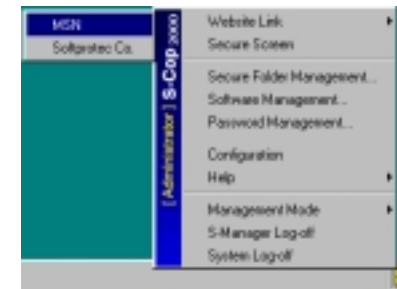 MSN
Softprotec Co.
[ Administrator ] S-Cop 2000
Website Link
Secure Screen
Secure Folder Management...
Software Management...
Password Management...
Configuration
Help
Management Mode
S-Manager Log-off
System Log-off